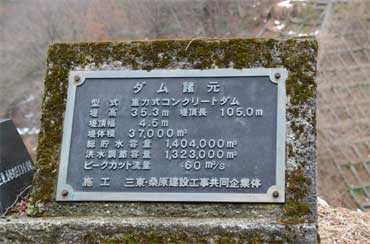 ダム諸元
型式 重力式コンクリートダム
堤高 35.3m 堤頂長 105.0m
堤頂幅 4.5m
堤体積 37,000m³
総貯水容量 1,404,000m³
洪水調節容量 1,323,000m³
ピークカット流量 60m³/s
施工 三東・桑原建設工事共同企業体